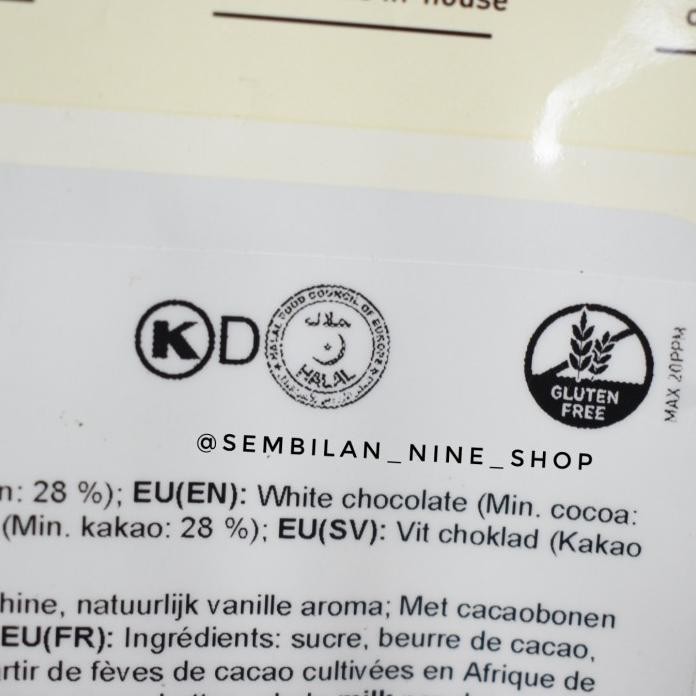 in-house
K D
HALAL FOOD COUNCIL OF EUROPE
حلال
HALAL
GLUTEN
FREE
MAX 20PPM
@SEMBILAN_NINE_SHOP
n: 28 %); EU(EN): White chocolate (Min. cocoa:
(Min. kakao: 28 %); EU(SV): Vit choklad (Kakao
hine, natuurlijk vanille aroma; Met cacaobonen
EU(FR): Ingrédients: sucre, beurre de cacao,
rtir de fèves de cacao cultivées en Afrique de